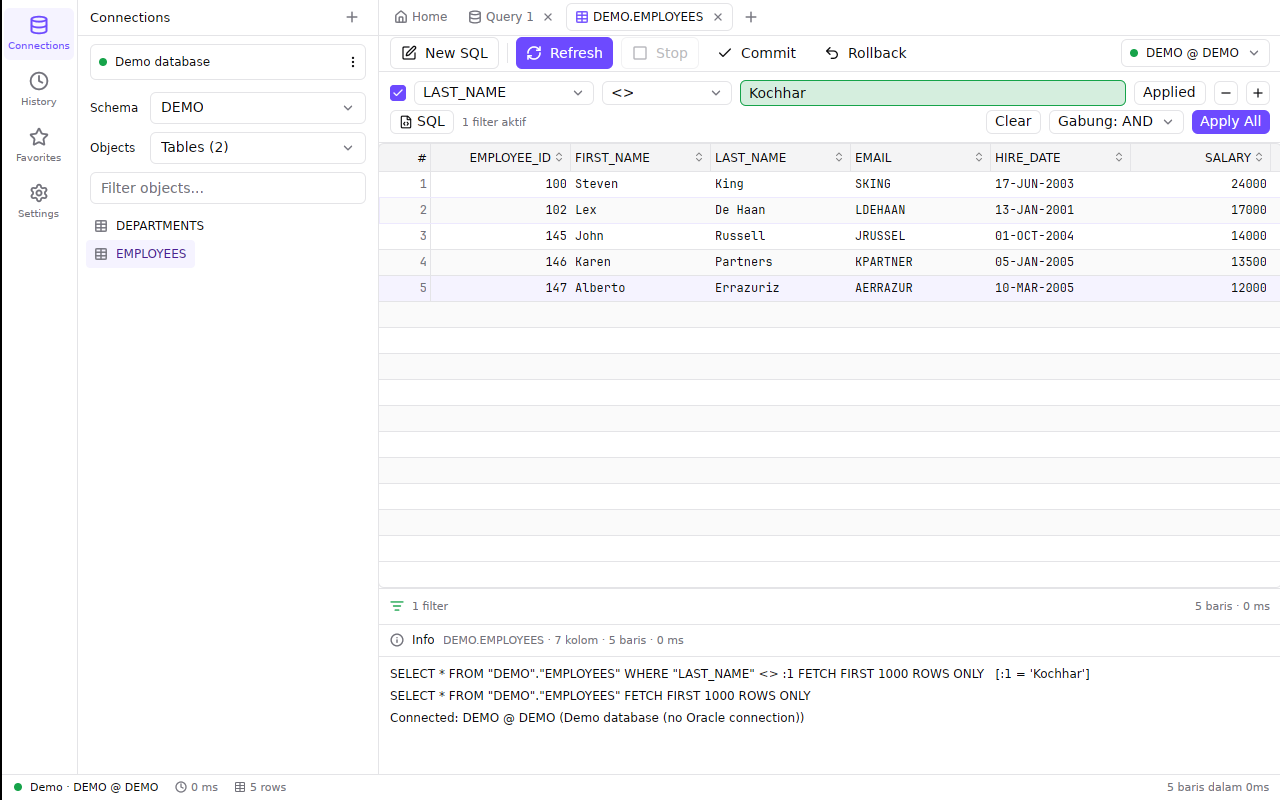 Connections
Home
Query 1
DEMO.EMPLOYEES
Connections
History
Favorites
Settings
Demo database
Schema
DEMO
Objects
Tables (2)
Filter objects...
DEPARTMENTS
EMPLOYEES
New SQL
Refresh
Stop
Commit
Rollback
DEMO @ DEMO
LAST_NAME
<>
Kochhar
Applied
SQL
1 filter aktif
Clear
Gabung: AND
Apply All
# EMPLOYEE_ID FIRST_NAME LAST_NAME EMAIL HIRE_DATE SALARY
1 100 Steven King SKING 17-JUN-2003 24000
2 102 Lex De Haan LDEHAAN 13-JAN-2001 17000
3 145 John Russell JRUSSEL 01-OCT-2004 14000
4 146 Karen Partners KPARTNER 05-JAN-2005 13500
5 147 Alberto Errazuriz AERRAZUR 10-MAR-2005 12000
1 filter
5 baris · 0 ms
Info DEMO.EMPLOYEES · 7 kolom · 5 baris · 0 ms
SELECT * FROM "DEMO"."EMPLOYEES" WHERE "LAST_NAME" <> :1 FETCH FIRST 1000 ROWS ONLY [:1 = 'Kochhar']
SELECT * FROM "DEMO"."EMPLOYEES" FETCH FIRST 1000 ROWS ONLY
Connected: DEMO @ DEMO (Demo database (no Oracle connection))
Demo · DEMO @ DEMO
0 ms
5 rows
5 baris dalam 0ms